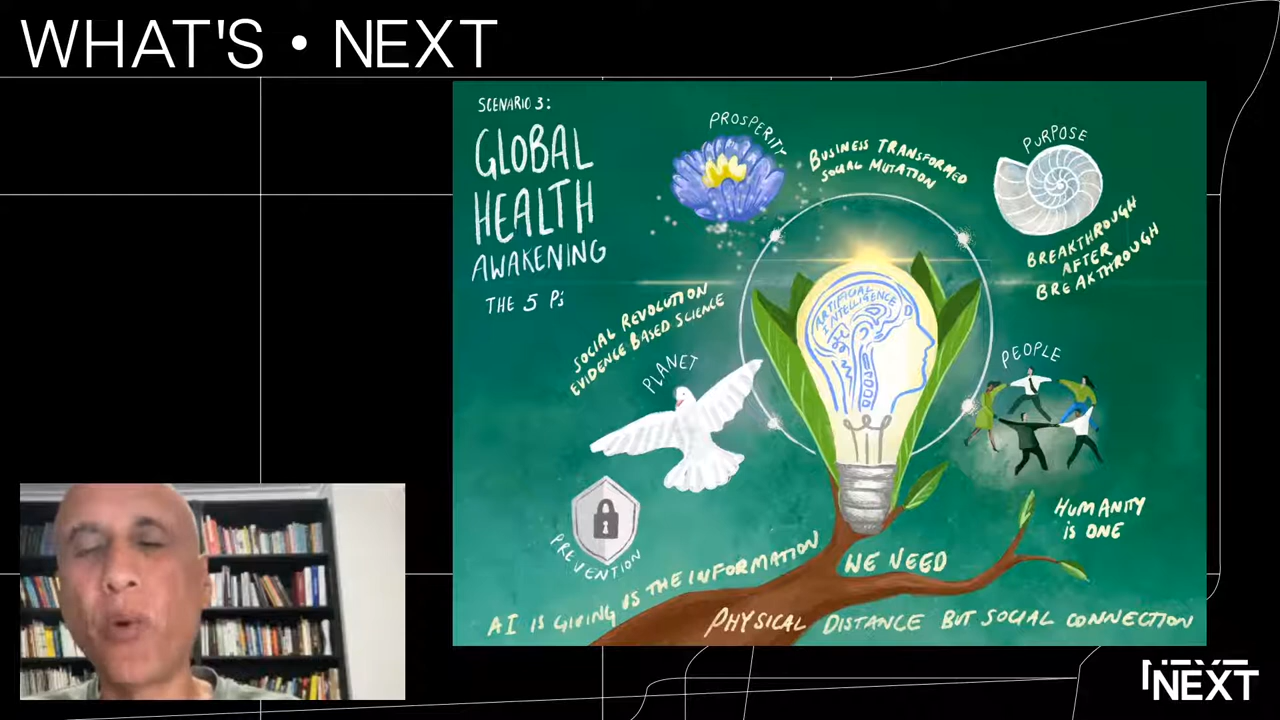 WHAT'S • NEXT
SCENARIO 3:
GLOBAL
HEALTH
AWAKENING
THE 5 Ps
PROSPERITY
BUSINESS TRANSFORMED
SOCIAL MUTATION
PURPOSE
BREAKTHROUGH
AFTER
BREAKTHROUGH
SOCIAL REVOLUTION
EVIDENCE BASED SCIENCE
ARTIFICIAL
INTELLIGENCE
PLANET
PEOPLE
PREVENTION
HUMANITY
IS ONE
AI IS GIVING US THE INFORMATION WE NEED
PHYSICAL DISTANCE BUT SOCIAL CONNECTION
NEXT